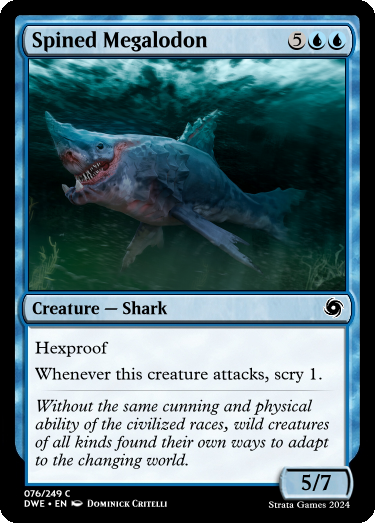 Spined Megalodon 5
Creature — Shark
Hexproof
Whenever this creature attacks, scry 1.
Without the same cunning and physical
ability of the civilized races, wild creatures
of all kinds found their own ways to adapt
to the changing world.
5/7
076/249 C
DWE • EN Dominick Critelli
Strata Games 2024